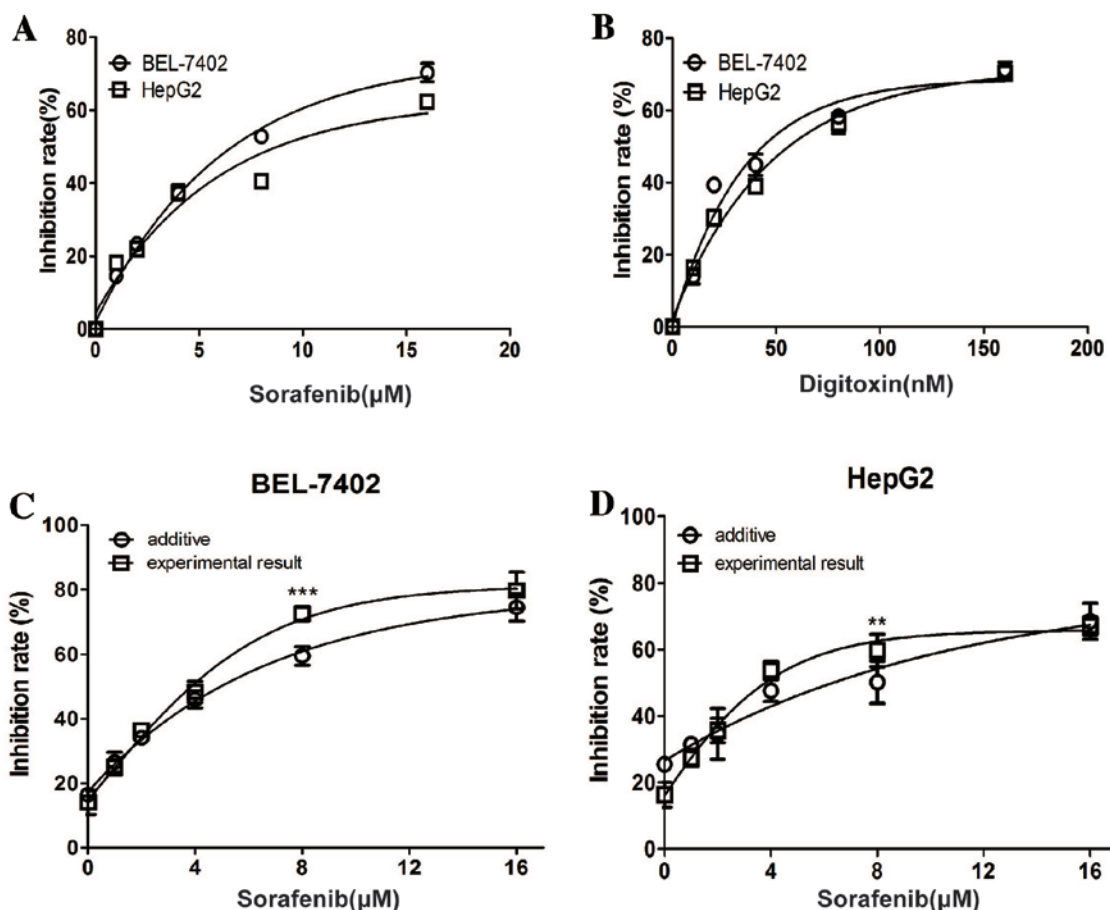 A
B
80
60
40
20
0
Inhibition rate(%)
BEL-7402
HepG2
0 5 10 15 20
Sorafenib(μM)
80
60
40
20
0
Inhibition rate(%)
BEL-7402
HepG2
0 50 100 150 200
Digitoxin(nM)
C
BEL-7402
100
80
60
40
20
0
Inhibition rate (%)
additive
experimental result
***
0 4 8 12 16
Sorafenib(μM)
D
HepG2
100
80
60
40
20
0
Inhibition rate (%)
additive
experimental result
**
0 4 8 12 16
Sorafenib(μM)